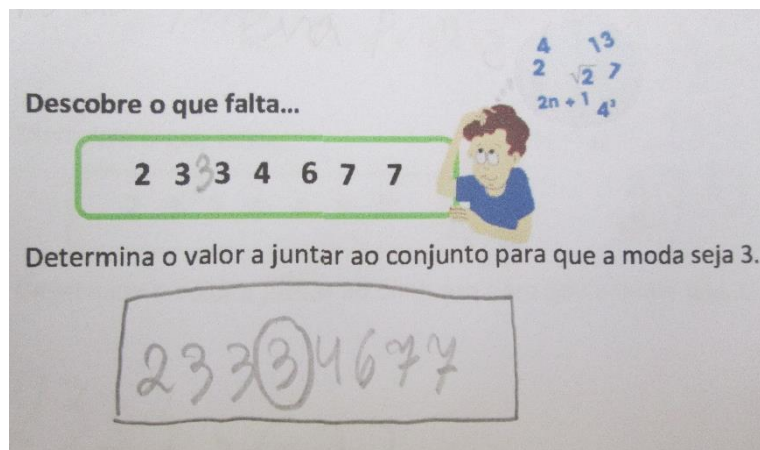 4 13
2 √2 7
2n + 1 4³
Descobre o que falta...
2 3 3 3 4 6 7 7
Determina o valor a juntar ao conjunto para que a moda seja 3.
2 3 3 3 4 6 7 7